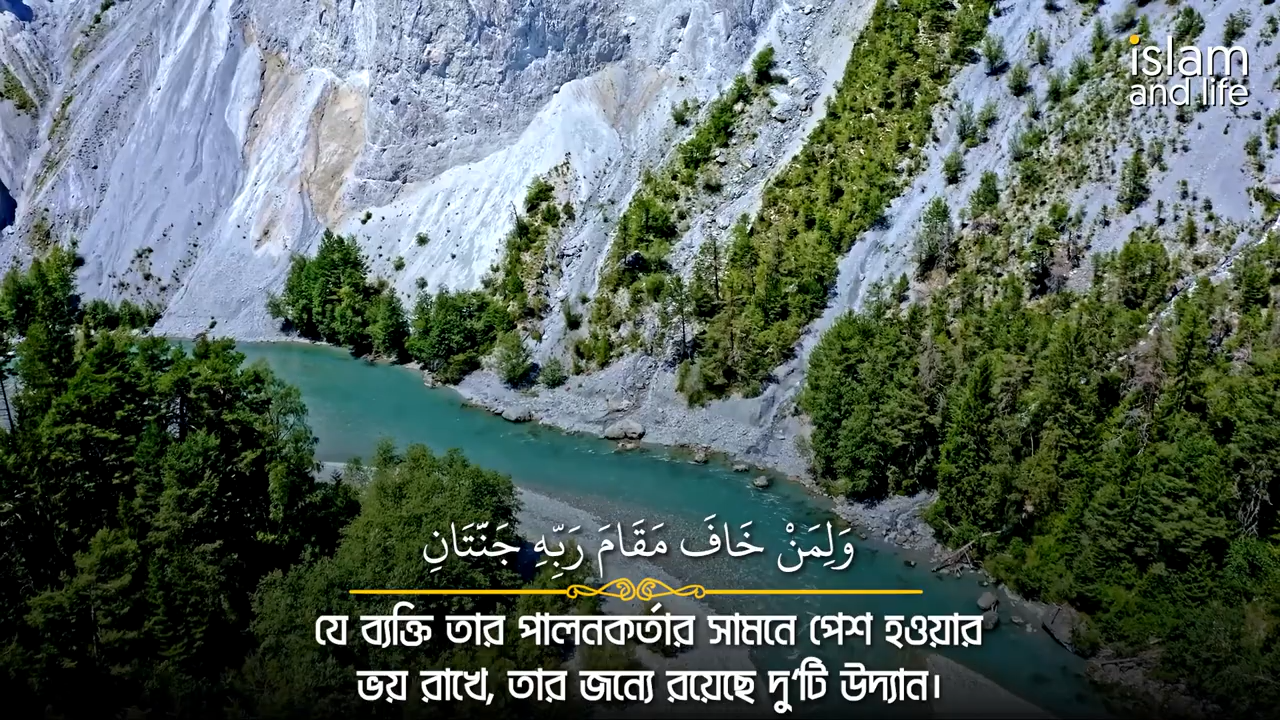 islam
and life
وَلِمَنْ خَافَ مَقَامَ رَبِّهِ جَنَّتَانِ
যে ব্যক্তি তার পালনকর্তার সামনে পেশ হওয়ার
ভয় রাখে, তার জন্যে রয়েছে দু'টি উদ্যান।